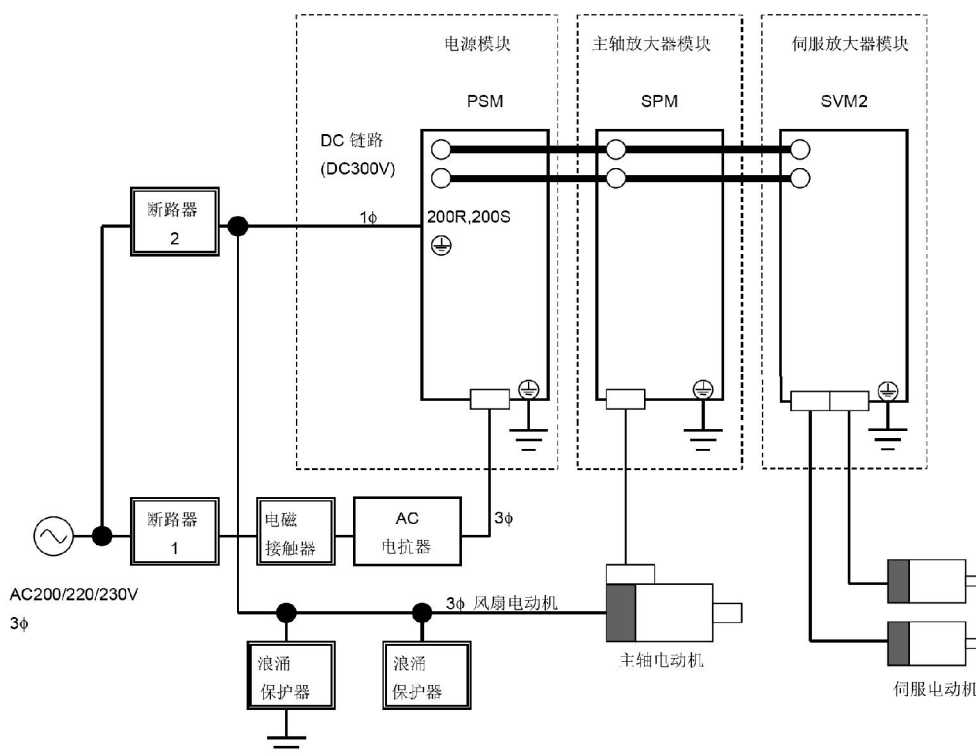 电源模块
主轴放大器模块
伺服放大器模块
PSM
SPM
SVM2
DC 链路
(DC300V)
断路器
2
1ϕ
200R,200S
断路器
1
电磁
接触器
AC
电抗器
3ϕ
AC200/220/230V
3ϕ
3ϕ 风扇电动机
浪涌
保护器
浪涌
保护器
主轴电动机
伺服电动机